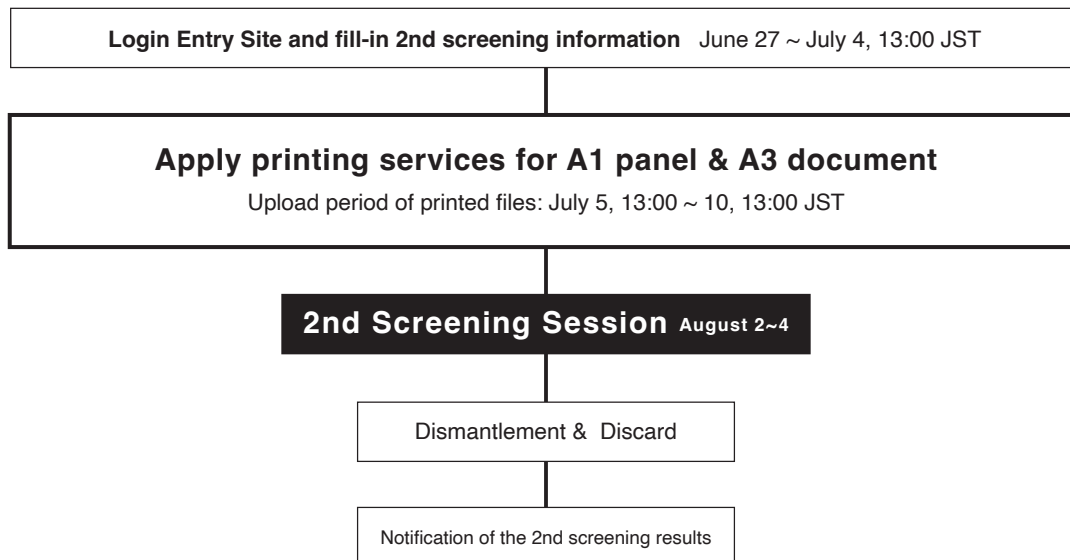 Login Entry Site and fill-in 2nd screening information June 27 ~ July 4, 13:00 JST
Apply printing services for A1 panel & A3 document
Upload period of printed files: July 5, 13:00 ~ 10, 13:00 JST
2nd Screening Session August 2~4
Dismantlement & Discard
Notification of the 2nd screening results